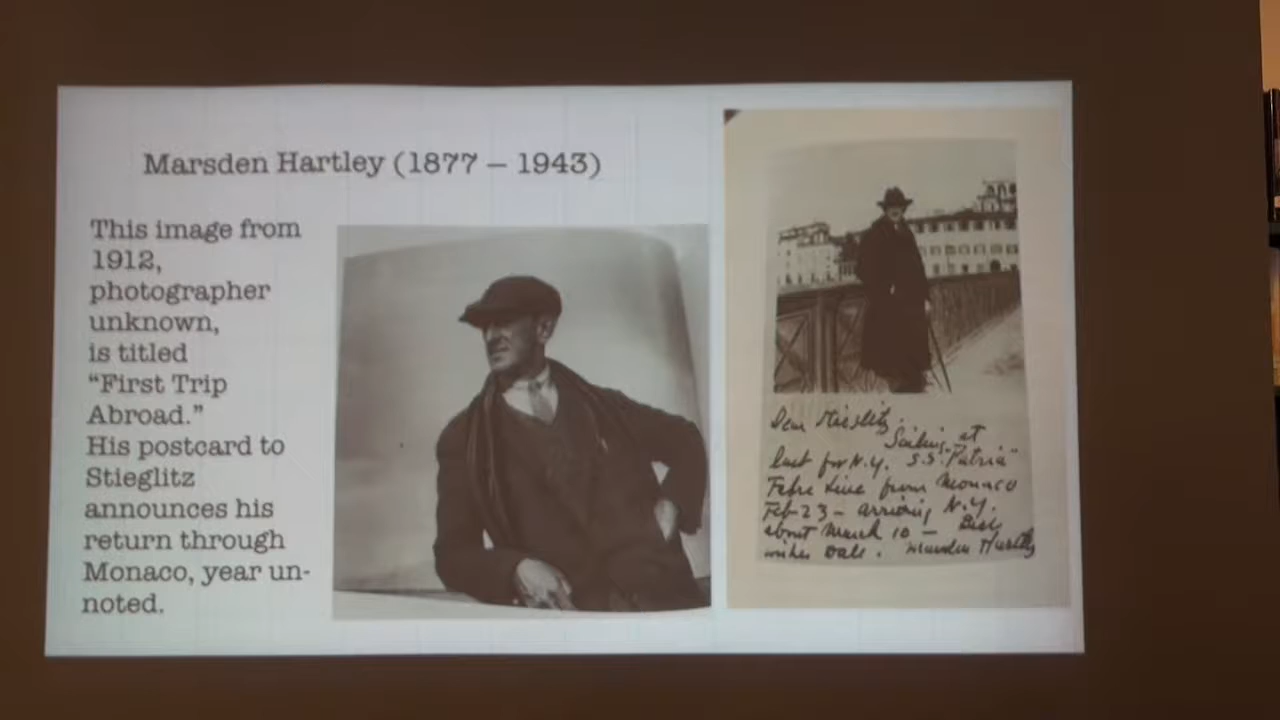 Marsden Hartley (1877 – 1943)
This image from
1912,
photographer
unknown,
is titled
“First Trip
Abroad.”
His postcard to
Stieglitz
announces his
return through
Monaco, year un-
noted.
Dear Stieglitz.
Sailing at
last for N.Y. S.S. "Patria"
Fabre Line from Monaco
Feb-23 - arriving N.Y.
about March 10 - Best
wishes . Marsden Hartley